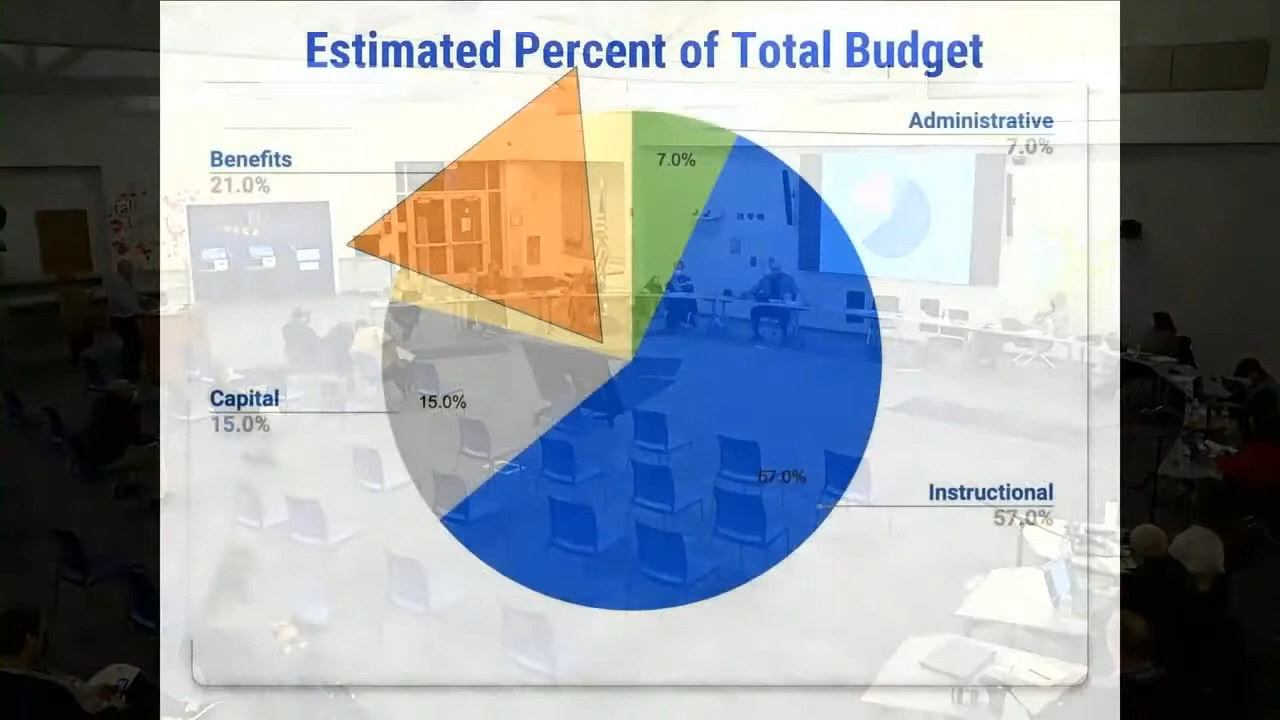 Estimated Percent of Total Budget
Administrative
7.0%
Benefits
21.0%
7.0%
Capital
15.0%
15.0%
57.0%
Instructional
57.0%